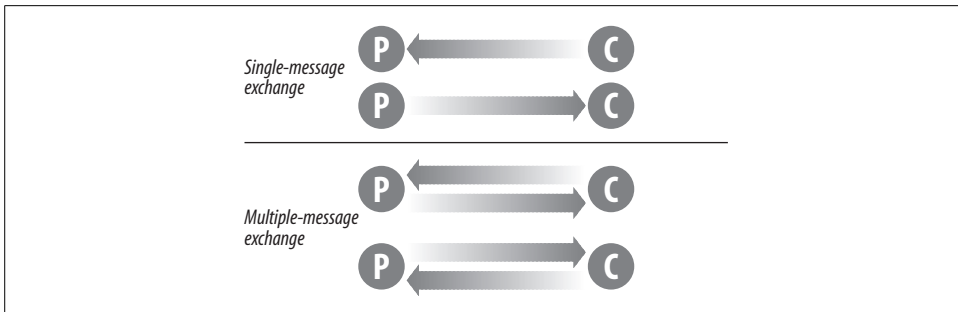 P C
Single-message
exchange
P C
P C
Multiple-message
exchange
P C